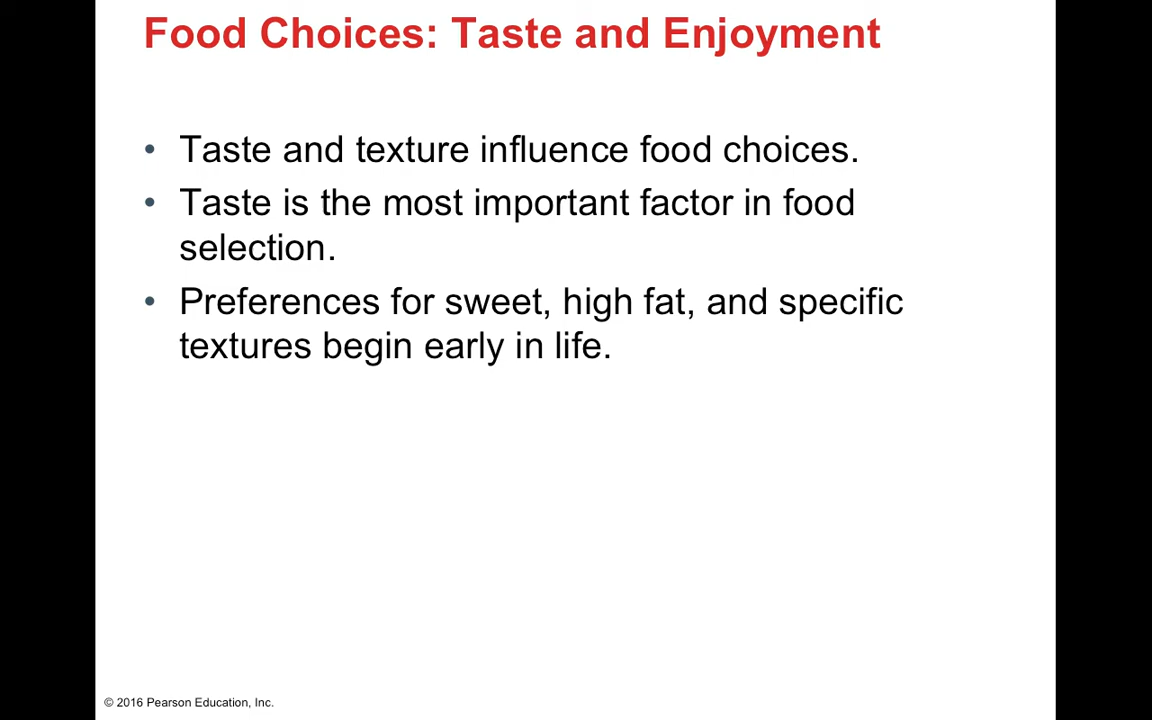 Food Choices: Taste and Enjoyment
• Taste and texture influence food choices.
• Taste is the most important factor in food
selection.
• Preferences for sweet, high fat, and specific
textures begin early in life.
© 2016 Pearson Education, Inc.